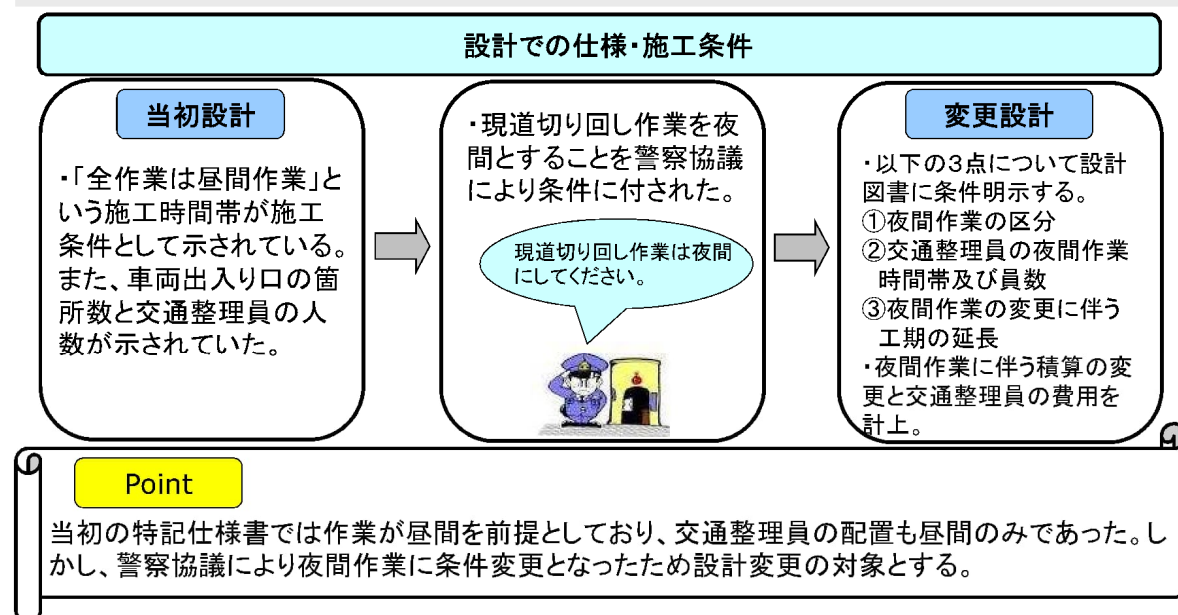 設計での仕様・施工条件
当初設計
・「全作業は昼間作業」と
いう施工時間帯が施工
条件として示されている。
また、車両出入り口の箇
所数と交通整理員の人
数が示されていた。
・現道切り回し作業を夜
間とすることを警察協議
により条件に付された。
現道切り回し作業は夜間
にしてください。
変更設計
・以下の3点について設計
図書に条件明示する。
①夜間作業の区分
②交通整理員の夜間作業
時間帯及び員数
③夜間作業の変更に伴う
工期の延長
・夜間作業に伴う積算の変
更と交通整理員の費用を
計上。
Point
当初の特記仕様書では作業が昼間を前提としており、交通整理員の配置も昼間のみであった。し
かし、警察協議により夜間作業に条件変更となったため設計変更の対象とする。